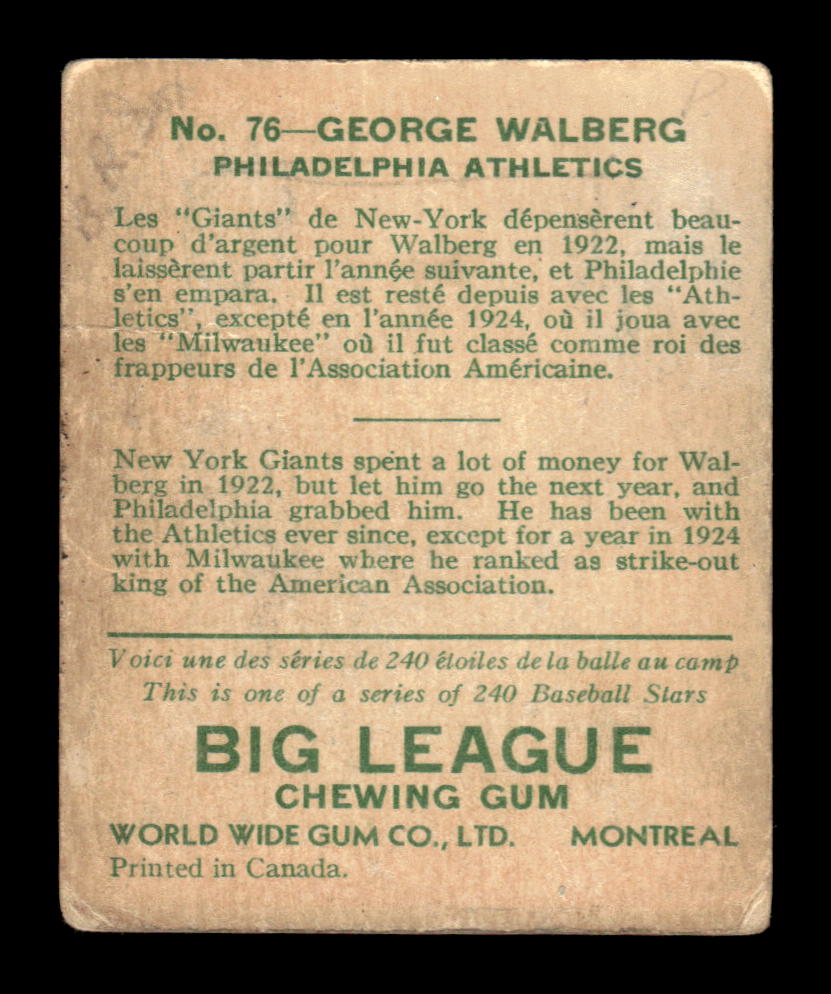 No. 76—GEORGE WALBERG
PHILADELPHIA ATHLETICS
Les "Giants" de New-York dépensèrent beau-
coup d'argent pour Walberg en 1922, mais le
laissèrent partir l'année suivante, et Philadelphie
s'en empara. Il est resté depuis avec les "Ath-
letics", excepté en l'année 1924, où il joua avec
les "Milwaukee" où il fut classé comme roi des
frappeurs de l'Association Américaine.
New York Giants spent a lot of money for Wal-
berg in 1922, but let him go the next year, and
Philadelphia grabbed him. He has been with
the Athletics ever since, except for a year in 1924
with Milwaukee where he ranked as strike-out
king of the American Association.
Voici une des séries de 240 étoiles de la balle au camp
This is one of a series of 240 Baseball Stars
BIG LEAGUE
CHEWING GUM
WORLD WIDE GUM CO., LTD. MONTREAL
Printed in Canada.